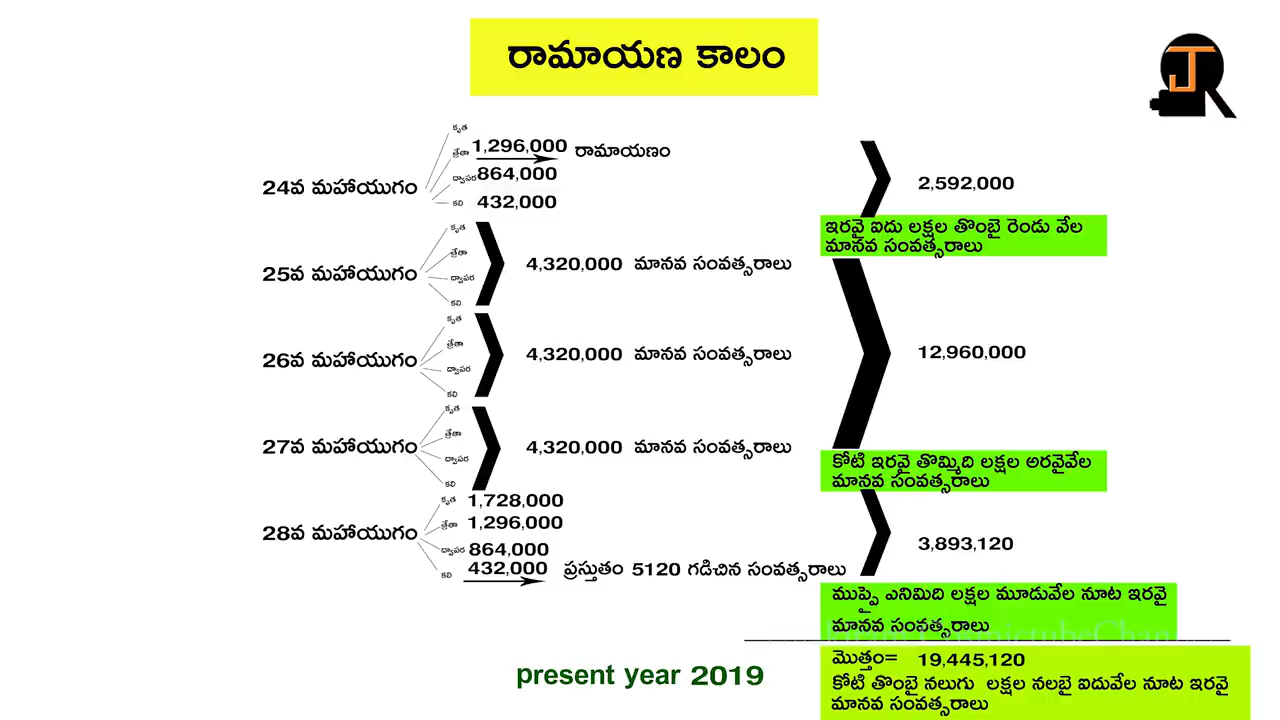 రామాయణ కాలం
JR
24వ మహాయుగం
కృత
త్రేతా 1,296,000 రామాయణం
ద్వాపర 864,000
కలి 432,000
2,592,000
ఇరవై ఐదు లక్షల తొంబై రెండు వేల
మానవ సంవత్సరాలు
25వ మహాయుగం
కృత
త్రేతా
ద్వాపర
కలి
4,320,000 మానవ సంవత్సరాలు
26వ మహాయుగం
కృత
త్రేతా
ద్వాపర
కలి
4,320,000 మానవ సంవత్సరాలు
12,960,000
27వ మహాయుగం
కృత
త్రేతా
ద్వాపర
కలి
4,320,000 మానవ సంవత్సరాలు
కోటి ఇరవై తొమ్మిది లక్షల అరవైవేల
మానవ సంవత్సరాలు
28వ మహాయుగం
కృత 1,728,000
త్రేతా 1,296,000
ద్వాపర 864,000
కలి 432,000 ప్రస్తుతం 5120 గడిచిన సంవత్సరాలు
3,893,120
ముప్పై ఎనిమిది లక్షల మూడువేల నూట ఇరవై
మానవ సంవత్సరాలు
మొత్తం= 19,445,120
కోటి తొంబై నలుగు లక్షల నలబై ఐదువేల నూట ఇరవై
మానవ సంవత్సరాలు
present year 2019